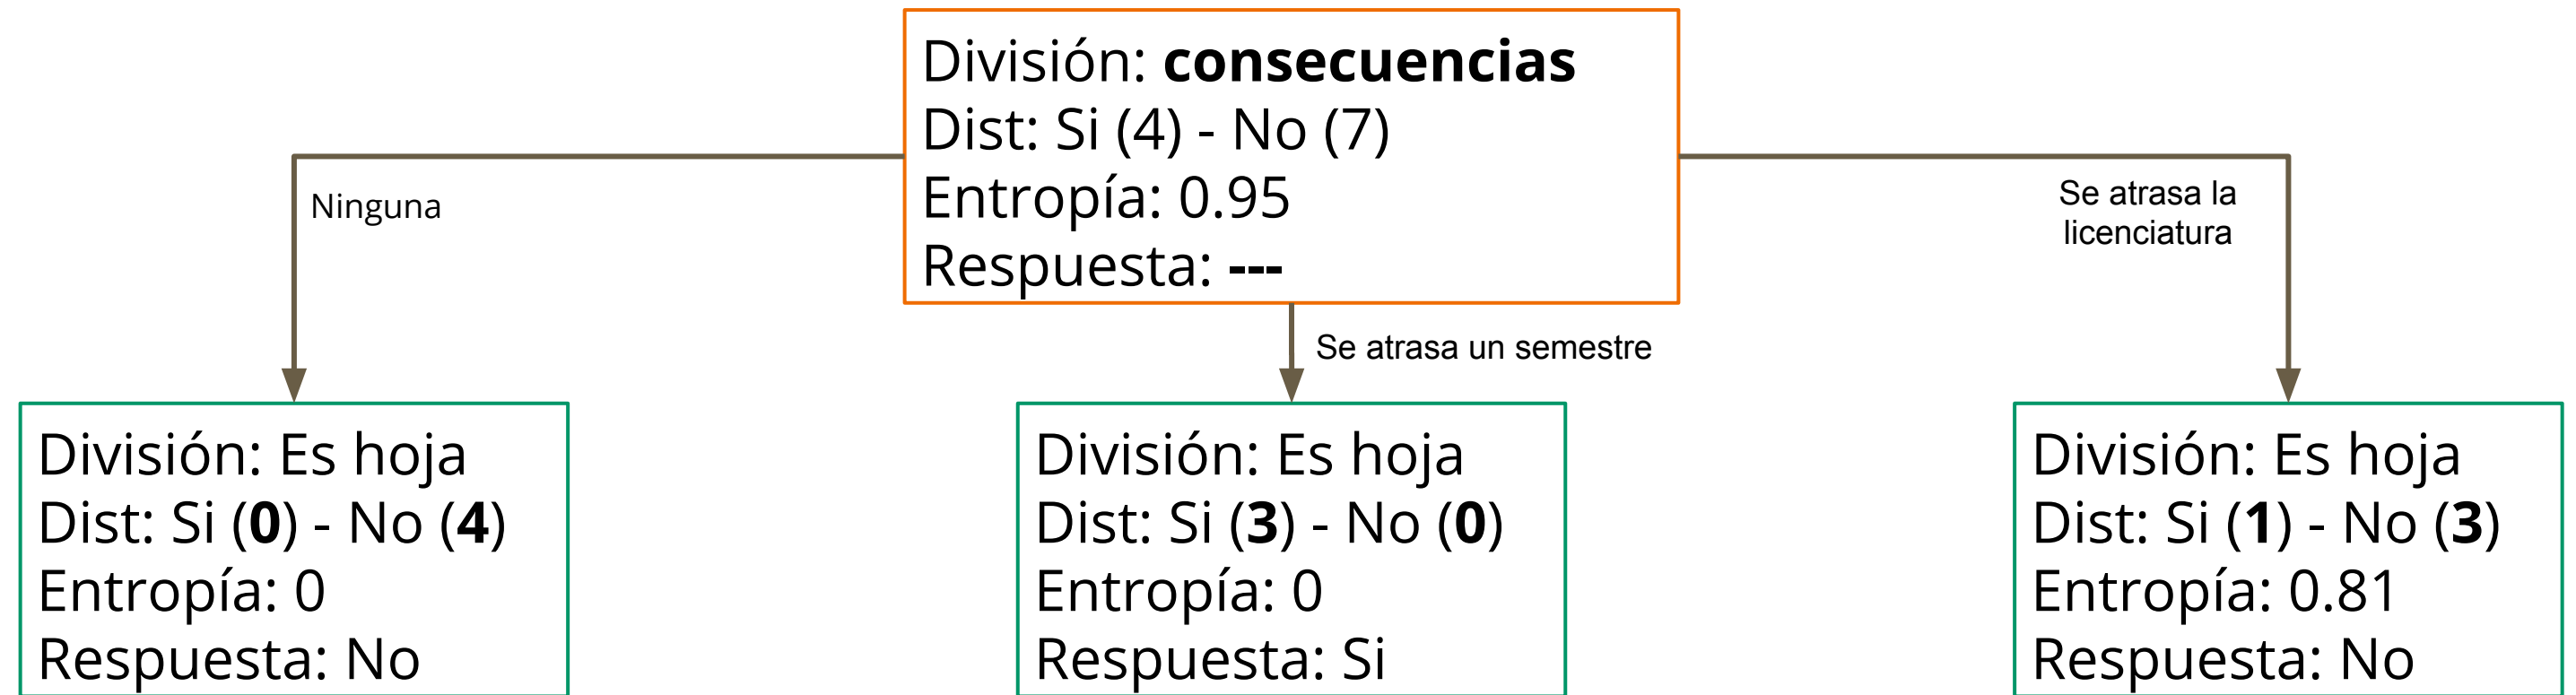 División: consecuencias
Dist: Si (4) - No (7)
Entropía: 0.95
Respuesta: ---
Ninguna
Se atrasa un semestre
Se atrasa la
licenciatura
División: Es hoja
Dist: Si (0) - No (4)
Entropía: 0
Respuesta: No
División: Es hoja
Dist: Si (3) - No (0)
Entropía: 0
Respuesta: Si
División: Es hoja
Dist: Si (1) - No (3)
Entropía: 0.81
Respuesta: No